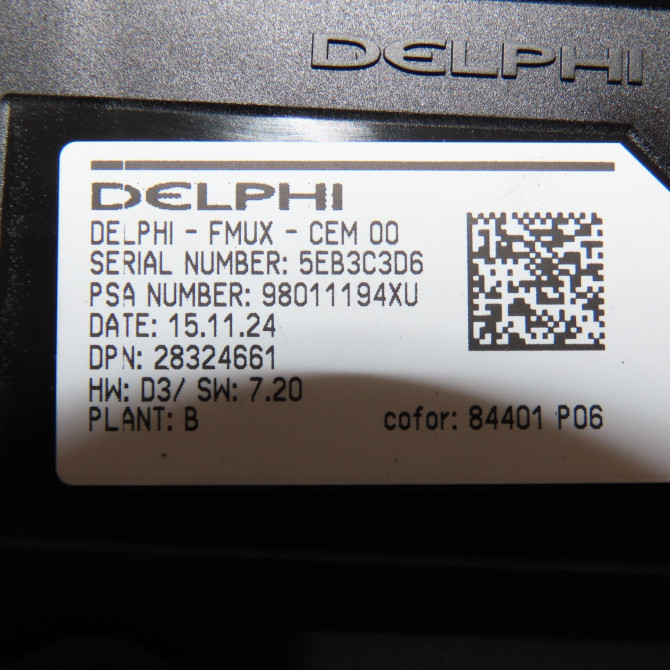 DELPHI
DELPHI
DELPHI - FMUX - CEM 00
SERIAL NUMBER: 5EB3C3D6
PSA NUMBER: 98011194XU
DATE: 15.11.24
DPN: 28324661
HW: D3/ SW: 7.20
PLANT: B cofor: 84401 P06